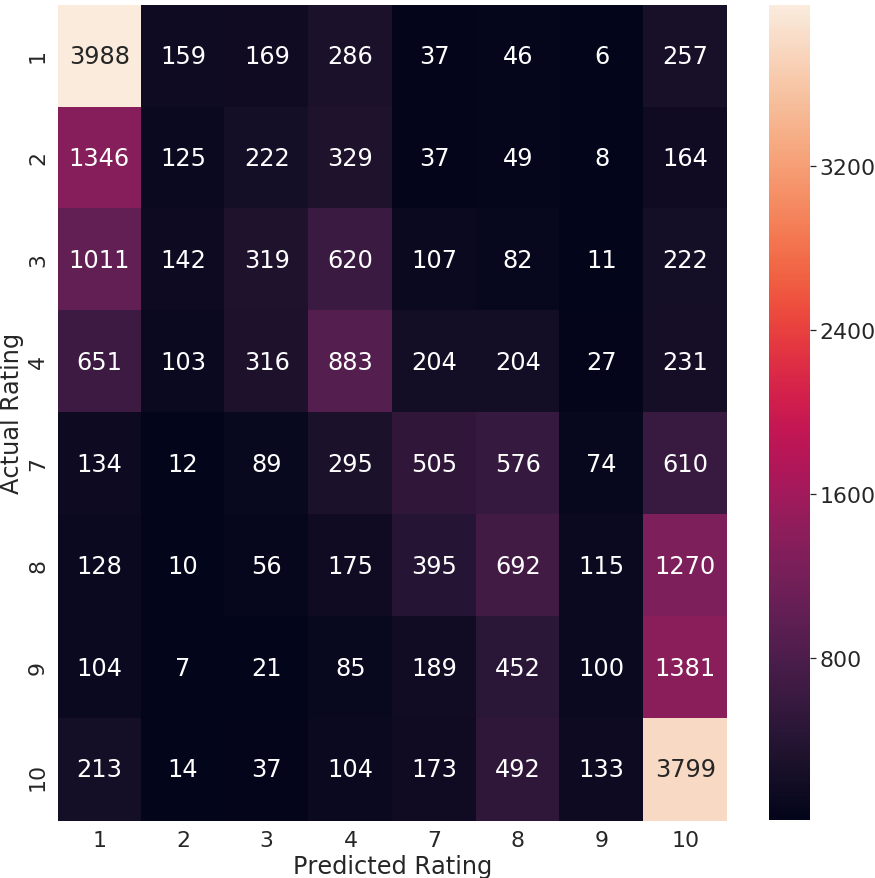 1 3988 159 169 286 37 46 6 257
2 1346 125 222 329 37 49 8 164 3200
3 1011 142 319 620 107 82 11 222
2400
4 651 103 316 883 204 204 27 231
Actual Rating
7 134 12 89 295 505 576 74 610 1600
8 128 10 56 175 395 692 115 1270
9 104 7 21 85 189 452 100 1381 800
10 213 14 37 104 173 492 133 3799
1 2 3 4 7 8 9 10
Predicted Rating